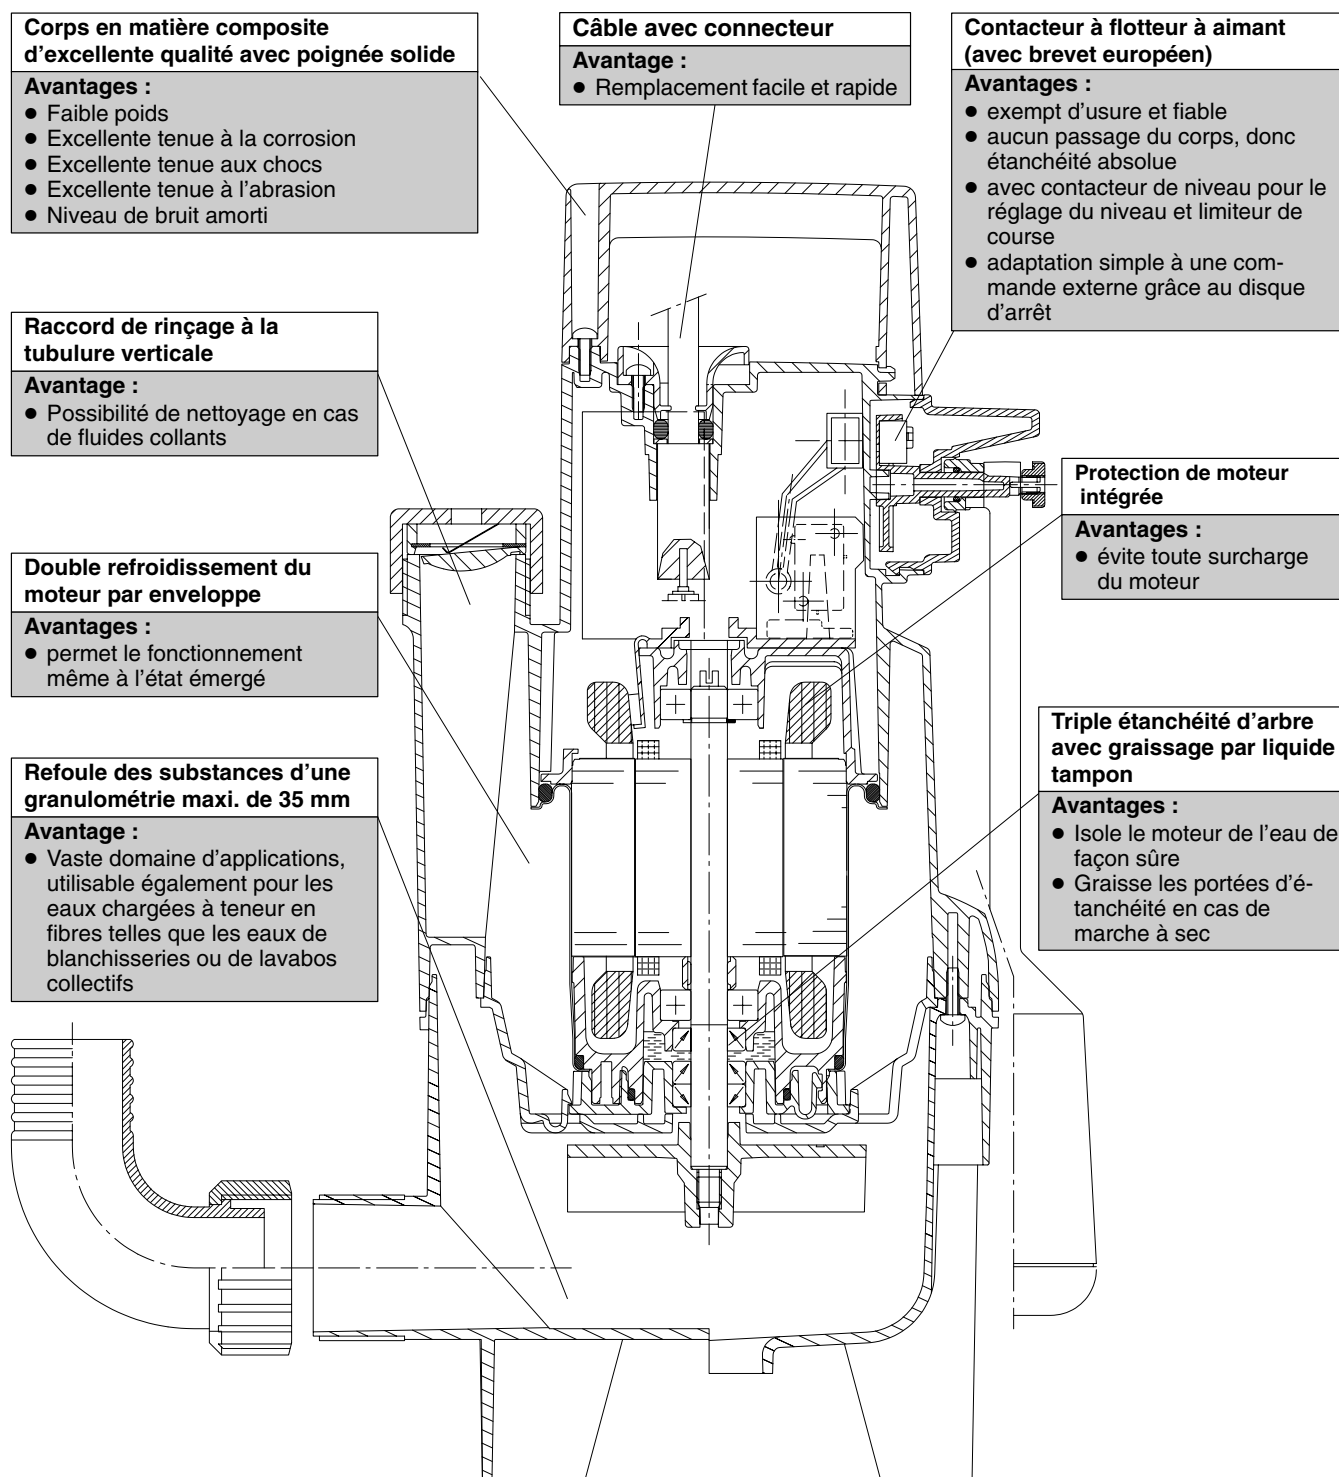 Corps en matière composite
d'excellente qualité avec poignée solide
Avantages :
● Faible poids
● Excellente tenue à la corrosion
● Excellente tenue aux chocs
● Excellente tenue à l'abrasion
● Niveau de bruit amorti
Câble avec connecteur
Avantage :
● Remplacement facile et rapide
Contacteur à flotteur à aimant
(avec brevet européen)
Avantages :
● exempt d'usure et fiable
● aucun passage du corps, donc
étanchéité absolue
● avec contacteur de niveau pour le
réglage du niveau et limiteur de
course
● adaptation simple à une com-
mande externe grâce au disque
d'arrêt
Raccord de rinçage à la
tubulure verticale
Avantage :
● Possibilité de nettoyage en cas
de fluides collants
Protection de moteur
intégrée
Avantages :
● évite toute surcharge
du moteur
Double refroidissement du
moteur par enveloppe
Avantages :
● permet le fonctionnement
même à l'état émergé
Triple étanchéité d'arbre
avec graissage par liquide
tampon
Avantages :
● Isole le moteur de l'eau de
façon sûre
● Graisse les portées d'é-
tanchéité en cas de
marche à sec
Refoule des substances d'une
granulométrie maxi. de 35 mm
Avantage :
● Vaste domaine d'applications,
utilisable également pour les
eaux chargées à teneur en
fibres telles que les eaux de
blanchisseries ou de lavabos
collectifs